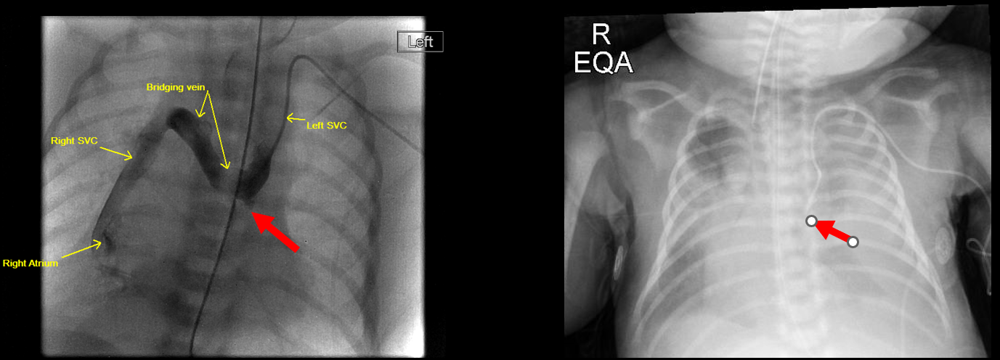 Left
Bridging vein
Left SVC
Right SVC
Right Atrium
R
EQA